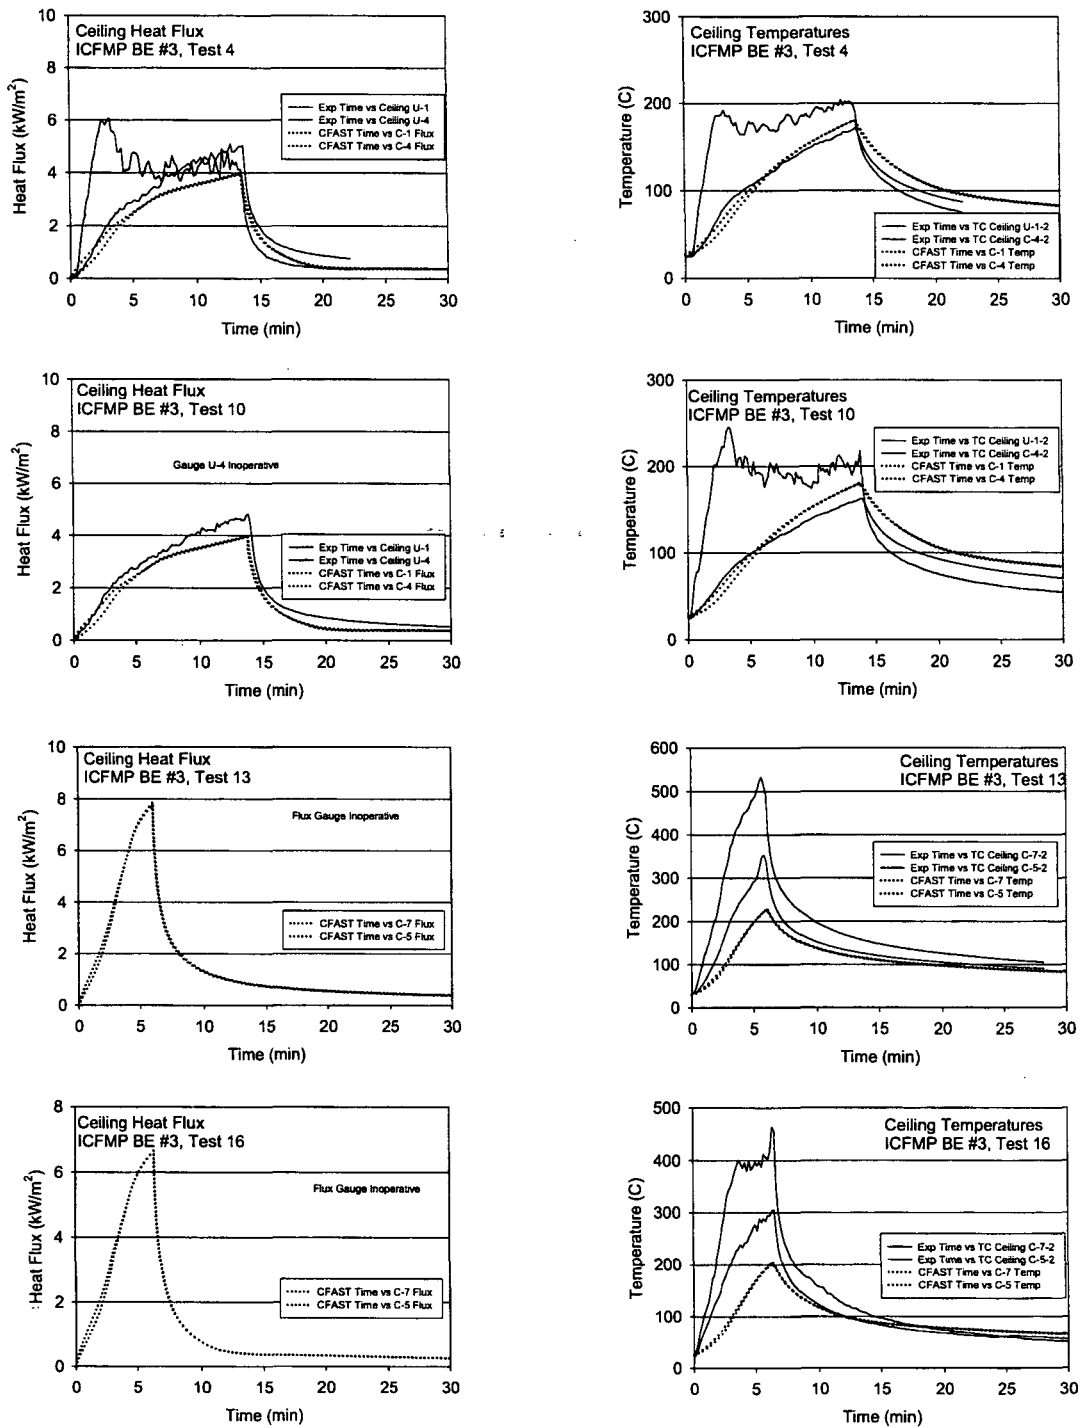 Ceiling Heat Flux
ICFMP BE #3, Test 4
Heat Flux (kW/m²)
10
8
6
4
2
0
Exp Time vs Ceiling U-1
Exp Time vs Ceiling U-4
CFAST Time vs C-1 Flux
CFAST Time vs C-4 Flux
0 5 10 15 20 25 30
Time (min)
Ceiling Temperatures
ICFMP BE #3, Test 4
Temperature (C)
300
200
100
0
Exp Time vs TC Ceiling U-1-2
Exp Time vs TC Ceiling C-4-2
CFAST Time vs C-1 Temp
CFAST Time vs C-4 Temp
0 5 10 15 20 25 30
Time (min)
Ceiling Heat Flux
ICFMP BE #3, Test 10
Heat Flux (kW/m²)
10
8
6
4
2
0
Gauge U-4 Inoperative
Exp Time vs Ceiling U-1
Exp Time vs Ceiling U-4
CFAST Time vs C-1 Flux
CFAST Time vs C-4 Flux
0 5 10 15 20 25 30
Time (min)
Ceiling Temperatures
ICFMP BE #3, Test 10
Temperature (C)
300
200
100
0
Exp Time vs TC Ceiling U-1-2
Exp Time vs TC Ceiling C-4-2
CFAST Time vs C-1 Temp
CFAST Time vs C-4 Temp
0 5 10 15 20 25 30
Time (min)
Ceiling Heat Flux
ICFMP BE #3, Test 13
Heat Flux (kW/m²)
10
8
6
4
2
0
Flux Gauge Inoperative
CFAST Time vs C-7 Flux
CFAST Time vs C-5 Flux
0 5 10 15 20 25 30
Time (min)
Ceiling Temperatures
ICFMP BE #3, Test 13
Temperature (C)
600
500
400
300
200
100
0
Exp Time vs TC Ceiling C-7-2
Exp Time vs TC Ceiling C-5-2
CFAST Time vs C-7 Temp
CFAST Time vs C-5 Temp
0 5 10 15 20 25 30
Time (min)
Ceiling Heat Flux
ICFMP BE #3, Test 16
Heat Flux (kW/m²)
8
6
4
2
0
Flux Gauge Inoperative
CFAST Time vs C-7 Flux
CFAST Time vs C-5 Flux
0 5 10 15 20 25 30
Time (min)
Ceiling Temperatures
ICFMP BE #3, Test 16
Temperature (C)
500
400
300
200
100
0
Exp Time vs TC Ceiling C-7-2
Exp Time vs TC Ceiling C-5-2
CFAST Time vs C-7 Temp
CFAST Time vs C-5 Temp
0 5 10 15 20 25 30
Time (min)